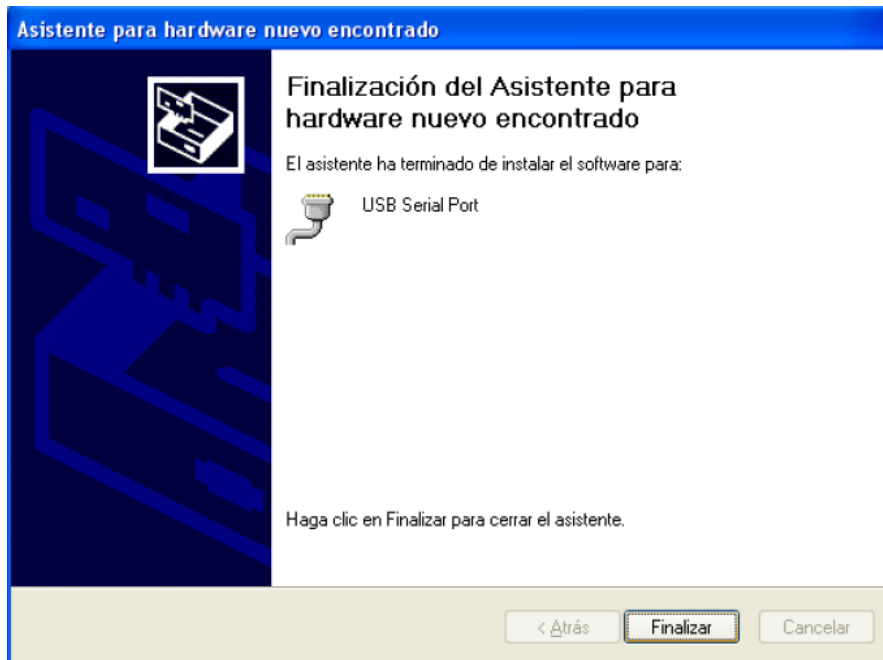 Asistente para hardware nuevo encontrado
Finalización del Asistente para
hardware nuevo encontrado
El asistente ha terminado de instalar el software para:
USB Serial Port
Haga clic en Finalizar para cerrar el asistente.
< Atrás
Finalizar
Cancelar